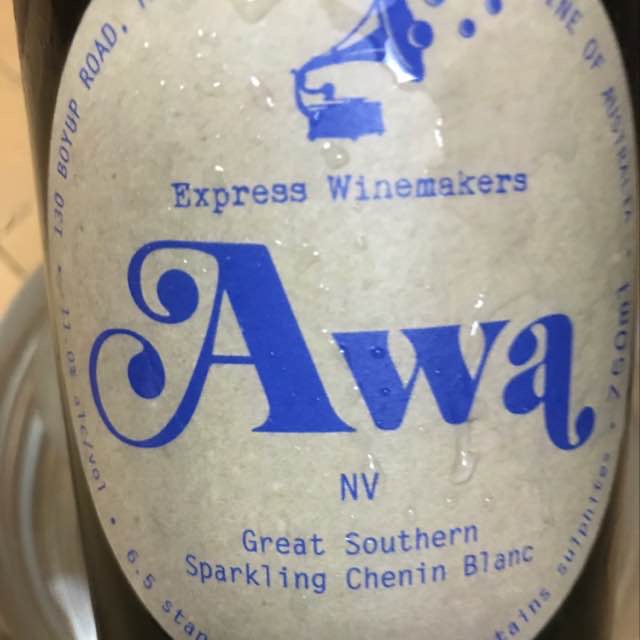 Express Winemakers
Awa
NV
Great Southern
Sparkling Chenin Blanc
130 BOYUP ROAD,
OF AUSTRALIA • 750ml •
sulphites
6.5 stan
11.0% alc/vol •